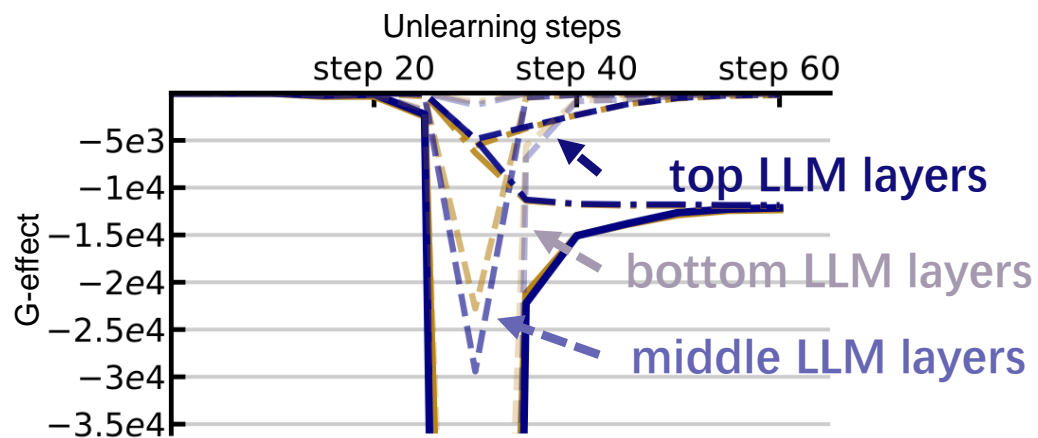 Unlearning steps
step 20 step 40 step 60
G-effect
−5e3
−1e4
−1.5e4
−2e4
−2.5e4
−3e4
−3.5e4
top LLM layers
bottom LLM layers
middle LLM layers